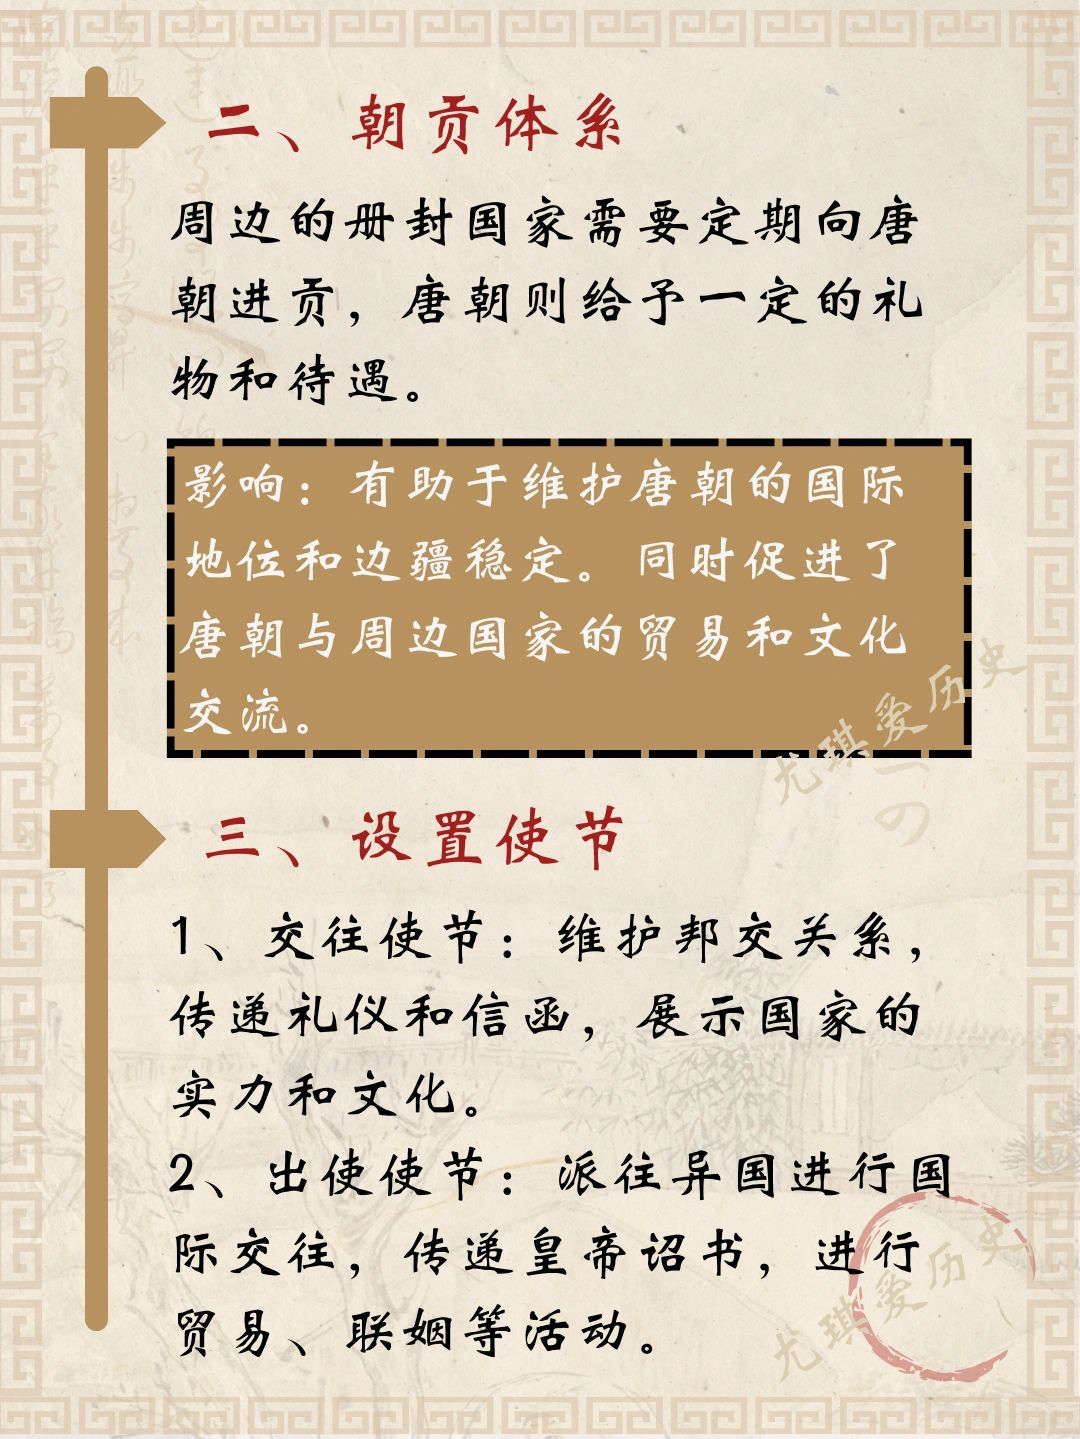 二、朝贡体系
周边的册封国家需要定期向唐
朝进贡，唐朝则给予一定的礼
物和待遇。
影响：有助于维护唐朝的国际
地位和边疆稳定。同时促进了
唐朝与周边国家的贸易和文化
交流。
尤琪爱历史
三、设置使节
1、交往使节：维护邦交关系，
传递礼仪和信函，展示国家的
实力和文化。
2、出使使节：派往异国进行国
际交往，传递皇帝诏书，进行
贸易、联姻等活动。
尤琪爱历史